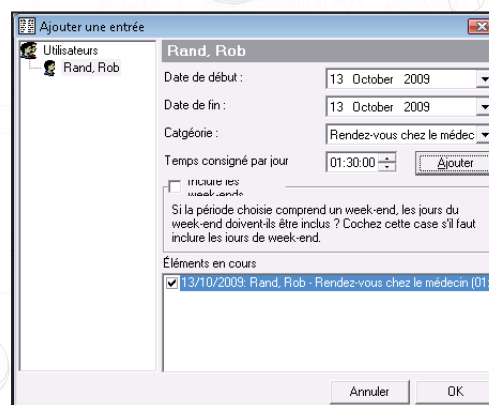 Ajouter une entrée
Utilisateurs
Rand, Rob
Rand, Rob
Date de début :
13 October 2009
Date de fin :
13 October 2009
Catgéorie :
Rendez-vous chez le médec
Temps consigné par jour
01:30:00
Ajouter
Inclure les
week-ends
Si la période choisie comprend un week-end, les jours du
week-end doivent-ils être inclus ? Cochez cette case s'il faut
inclure les jours de week-end.
Éléments en cours
13/10/2009: Rand, Rob - Rendez-vous chez le médecin (01:
Annuler
OK